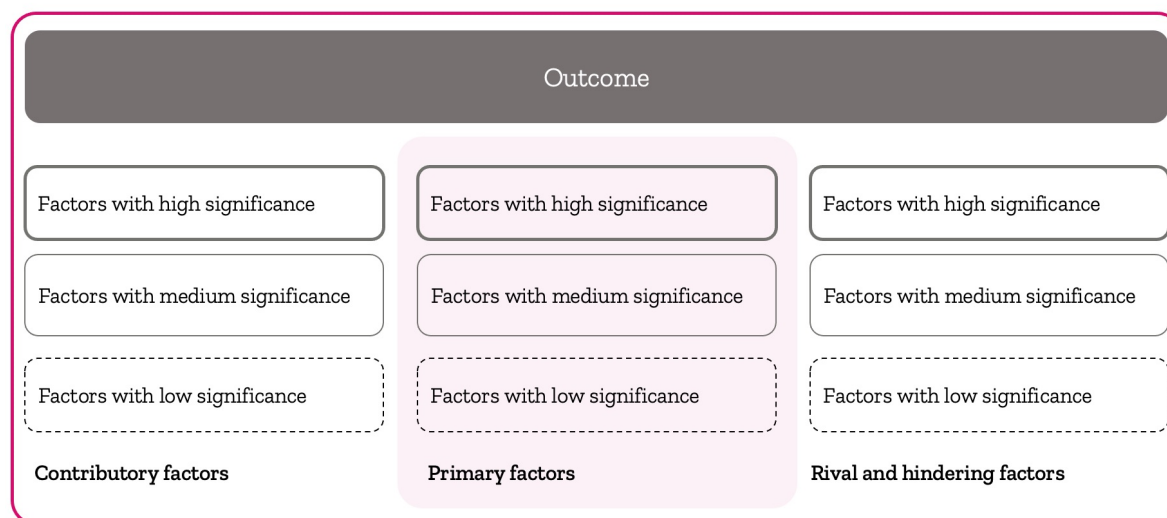 Outcome
Factors with high significance
Factors with high significance
Factors with high significance
Factors with medium significance
Factors with medium significance
Factors with medium significance
Factors with low significance
Factors with low significance
Factors with low significance
Contributory factors
Primary factors
Rival and hindering factors